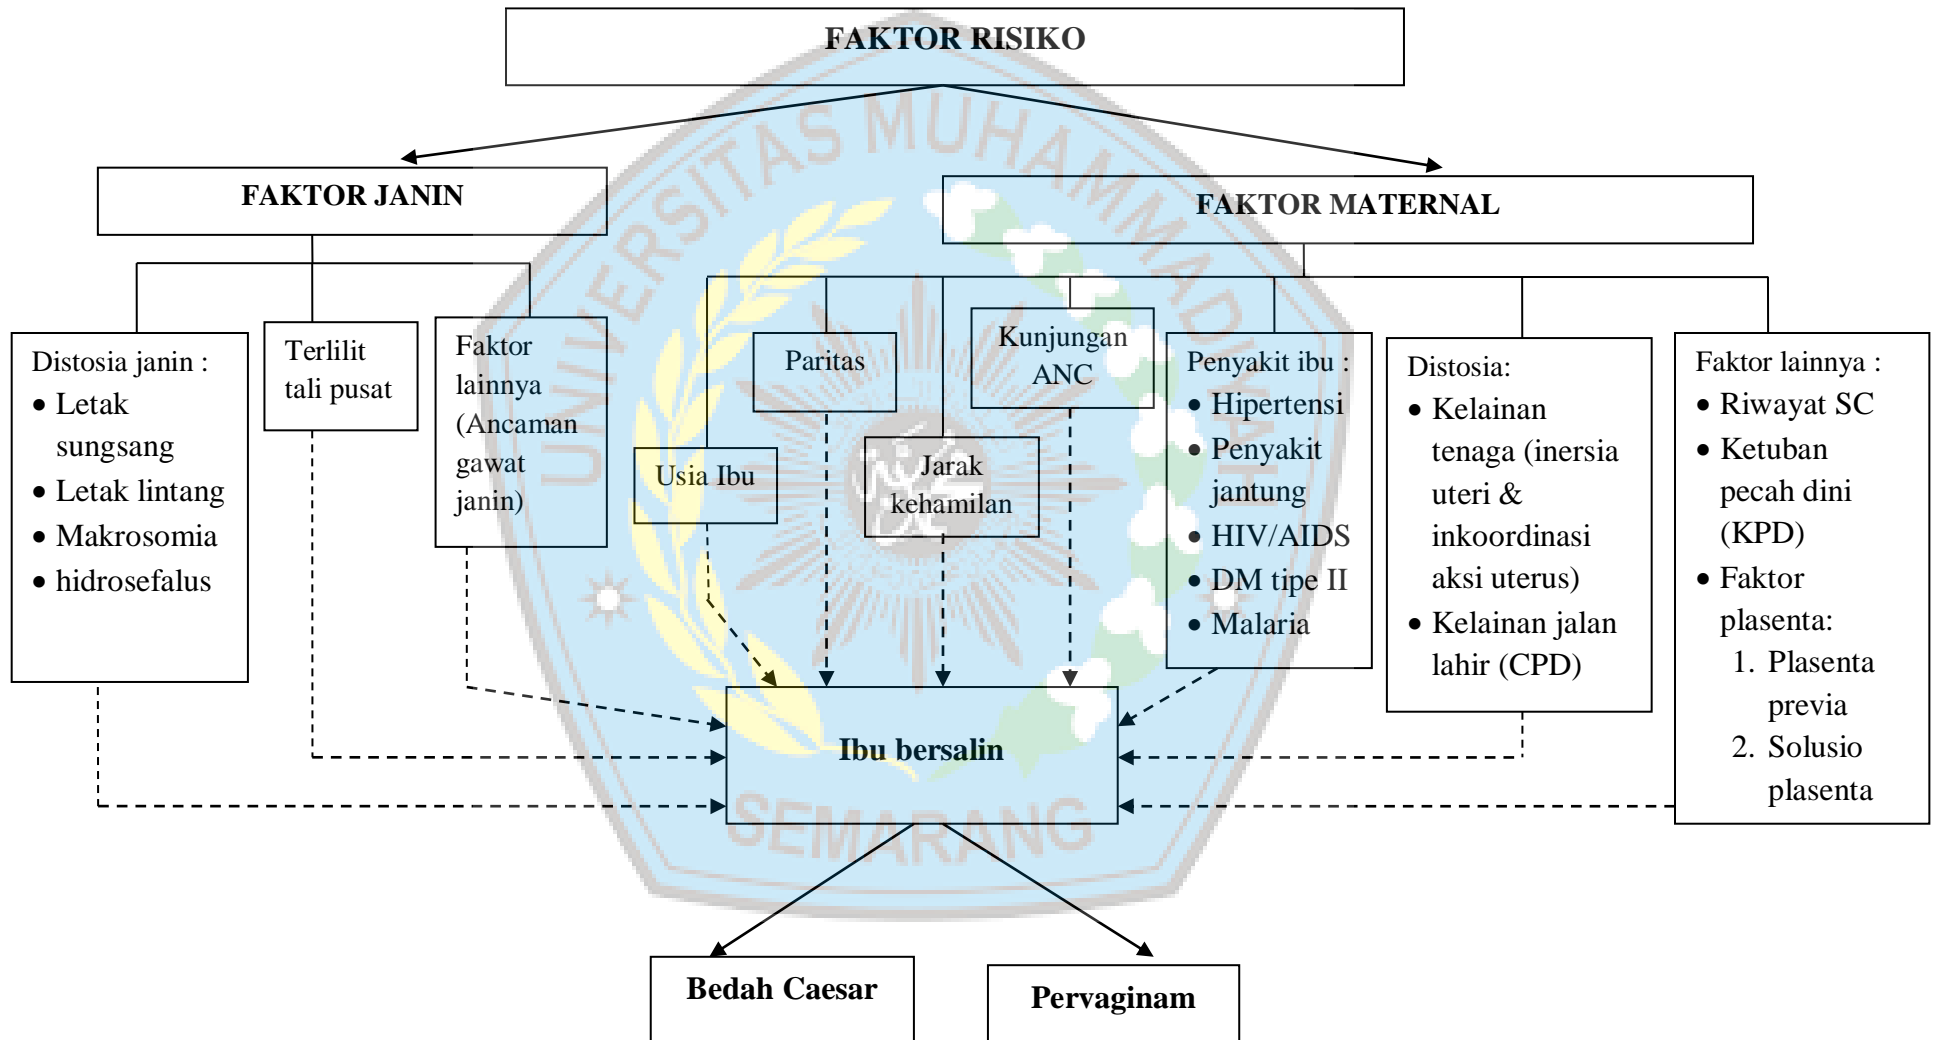 FAKTOR RISIKO
FAKTOR JANIN
FAKTOR MATERNAL
Distosia janin :
• Letak
sungsang
• Letak lintang
• Makrosomia
• hidrosefalus
Terlilit
tali pusat
Faktor
lainnya
(Ancaman
gawat
janin)
Usia Ibu
Paritas
Jarak
kehamilan
Kunjungan
ANC
Penyakit ibu :
• Hipertensi
• Penyakit
jantung
• HIV/AIDS
• DM tipe II
• Malaria
Distosia:
• Kelainan
tenaga (inersia
uteri &
inkoordinasi
aksi uterus)
• Kelainan jalan
lahir (CPD)
Faktor lainnya :
• Riwayat SC
• Ketuban
pecah dini
(KPD)
• Faktor
plasenta:
1. Plasenta
previa
2. Solusio
plasenta
Ibu bersalin
Bedah Caesar
Pervaginam
UNIVERSITAS MUHAMMADIYAH
SEMARANG